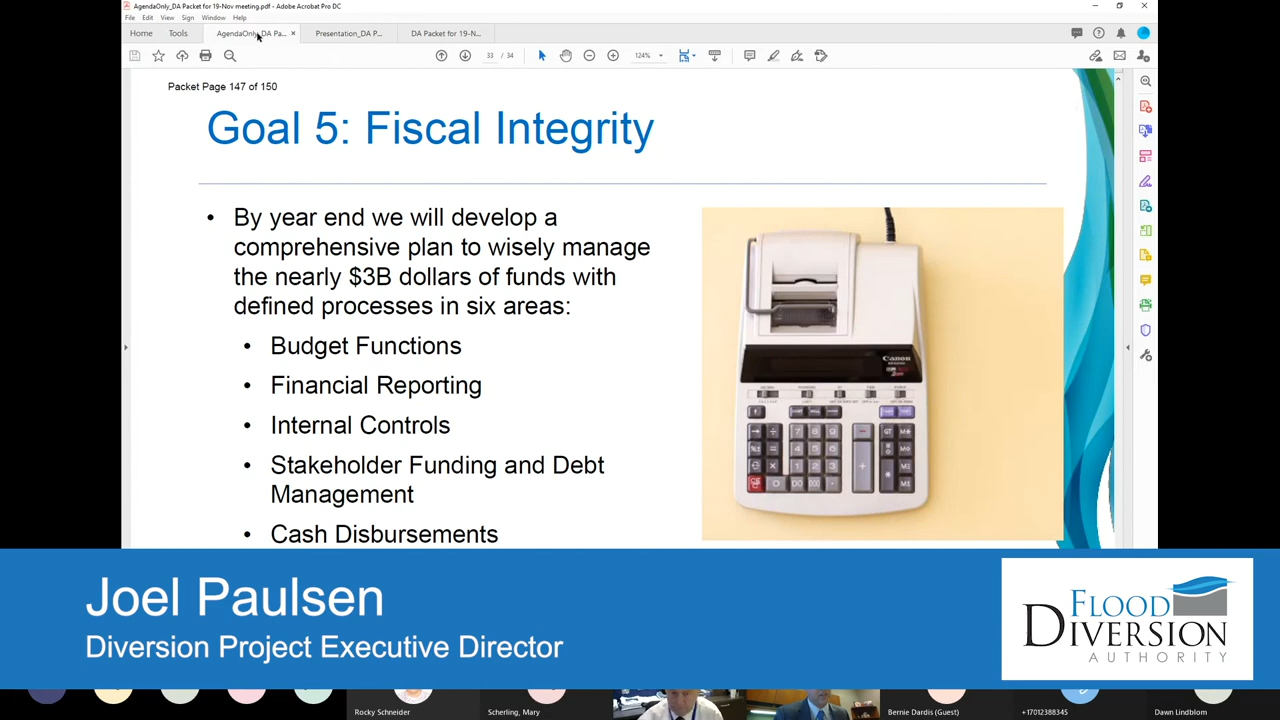 AgendaOnly_DA Packet for 19-Nov meeting.pdf - Adobe Acrobat Pro DC
File Edit View Sign Window Help
Home Tools AgendaOnly_DA Pa... × Presentation_DA P... DA Packet for 19-N...
33 / 34 124%
Packet Page 147 of 150
Goal 5: Fiscal Integrity
• By year end we will develop a
comprehensive plan to wisely manage
the nearly $3B dollars of funds with
defined processes in six areas:
• Budget Functions
• Financial Reporting
• Internal Controls
• Stakeholder Funding and Debt
Management
• Cash Disbursements
Canon
Joel Paulsen
Diversion Project Executive Director
FLOOD
DIVERSION
AUTHORITY
Rocky Schneider
Scherling, Mary
Bernie Dardis (Guest)
+17012388345
Dawn Lindblom